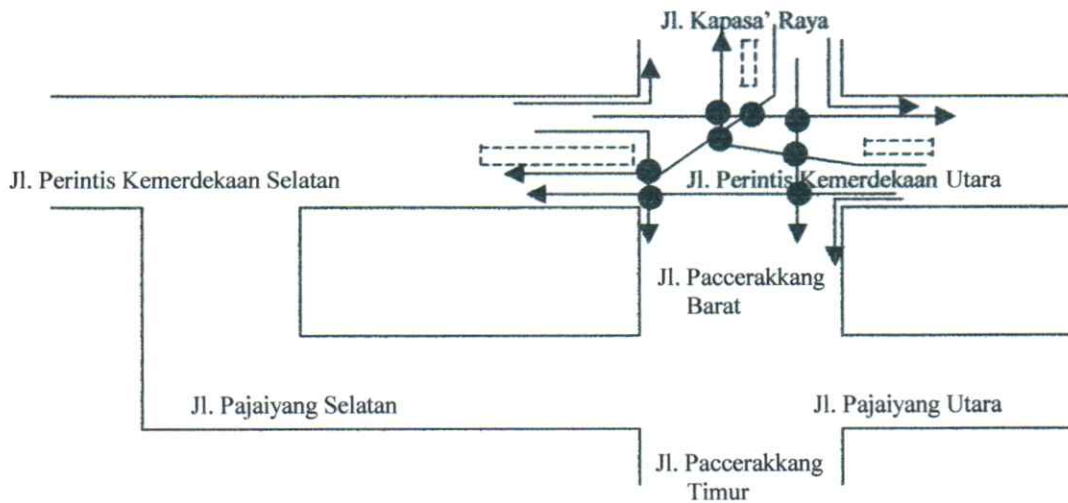 Jl. Kapasa’ Raya
Jl. Perintis Kemerdekaan Selatan
Jl. Perintis Kemerdekaan Utara
Jl. Paccerakkang
Barat
Jl. Pajaiyang Selatan
Jl. Pajaiyang Utara
Jl. Paccerakkang
Timur